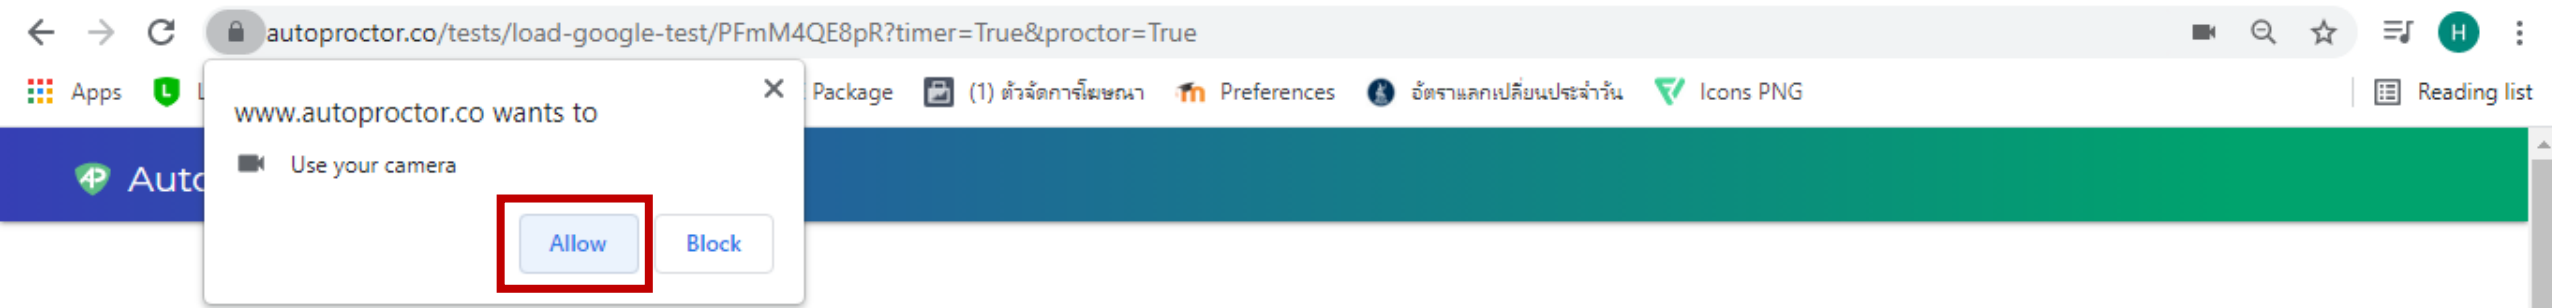 autoproctor.co/tests/load-google-test/PFmM4QE8pR?timer=True&proctor=True
H
Apps
L
Package
(1) ตัวจัดการโฆษณา
Preferences
อัตราแลกเปลี่ยนประจำวัน
Icons PNG
Reading list
www.autoproctor.co wants to
Use your camera
Allow
Block
AP